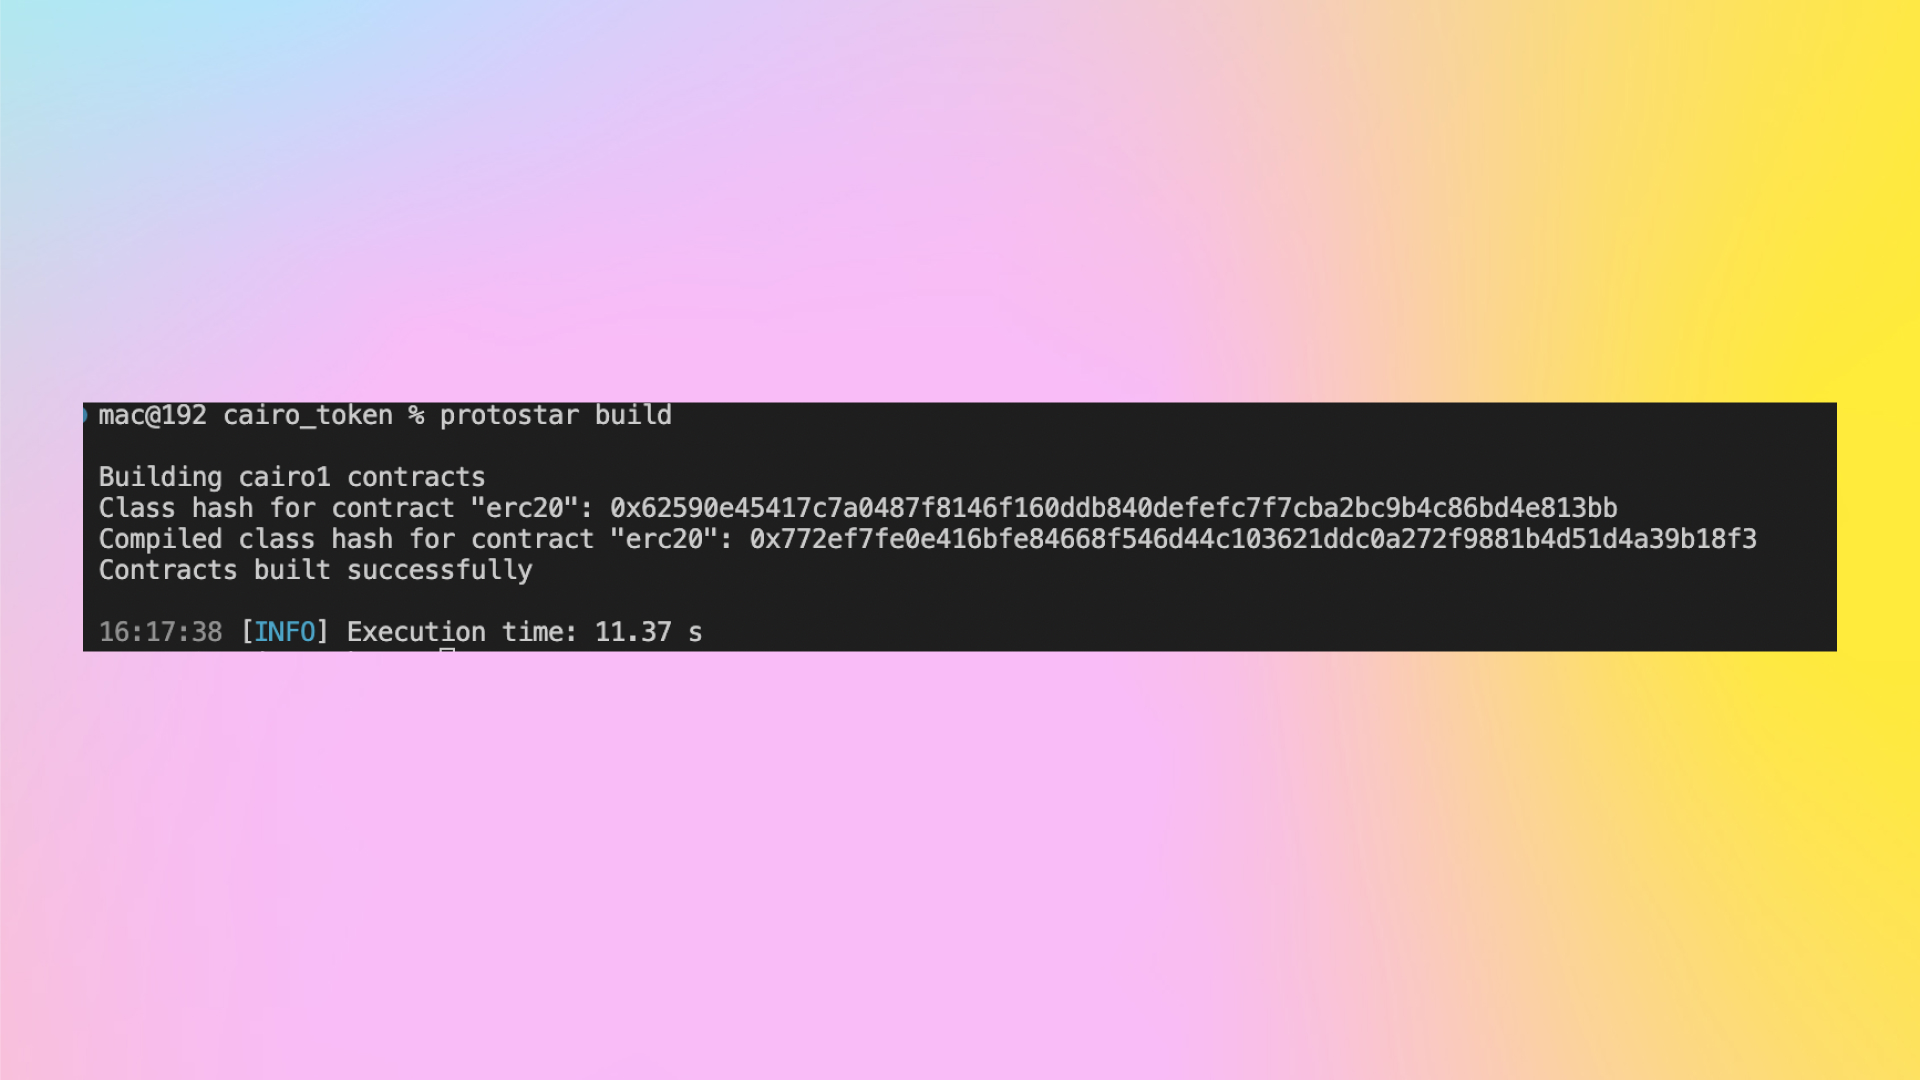 mac@192 cairo_token % protostar build
Building cairo1 contracts
Class hash for contract "erc20": 0x62590e45417c7a0487f8146f160ddb840defefc7f7cba2bc9b4c86bd4e813bb
Compiled class hash for contract "erc20": 0x772ef7fe0e416bfe84668f546d44c103621ddc0a272f9881b4d51d4a39b18f3
Contracts built successfully
16:17:38 [INFO] Execution time: 11.37 s